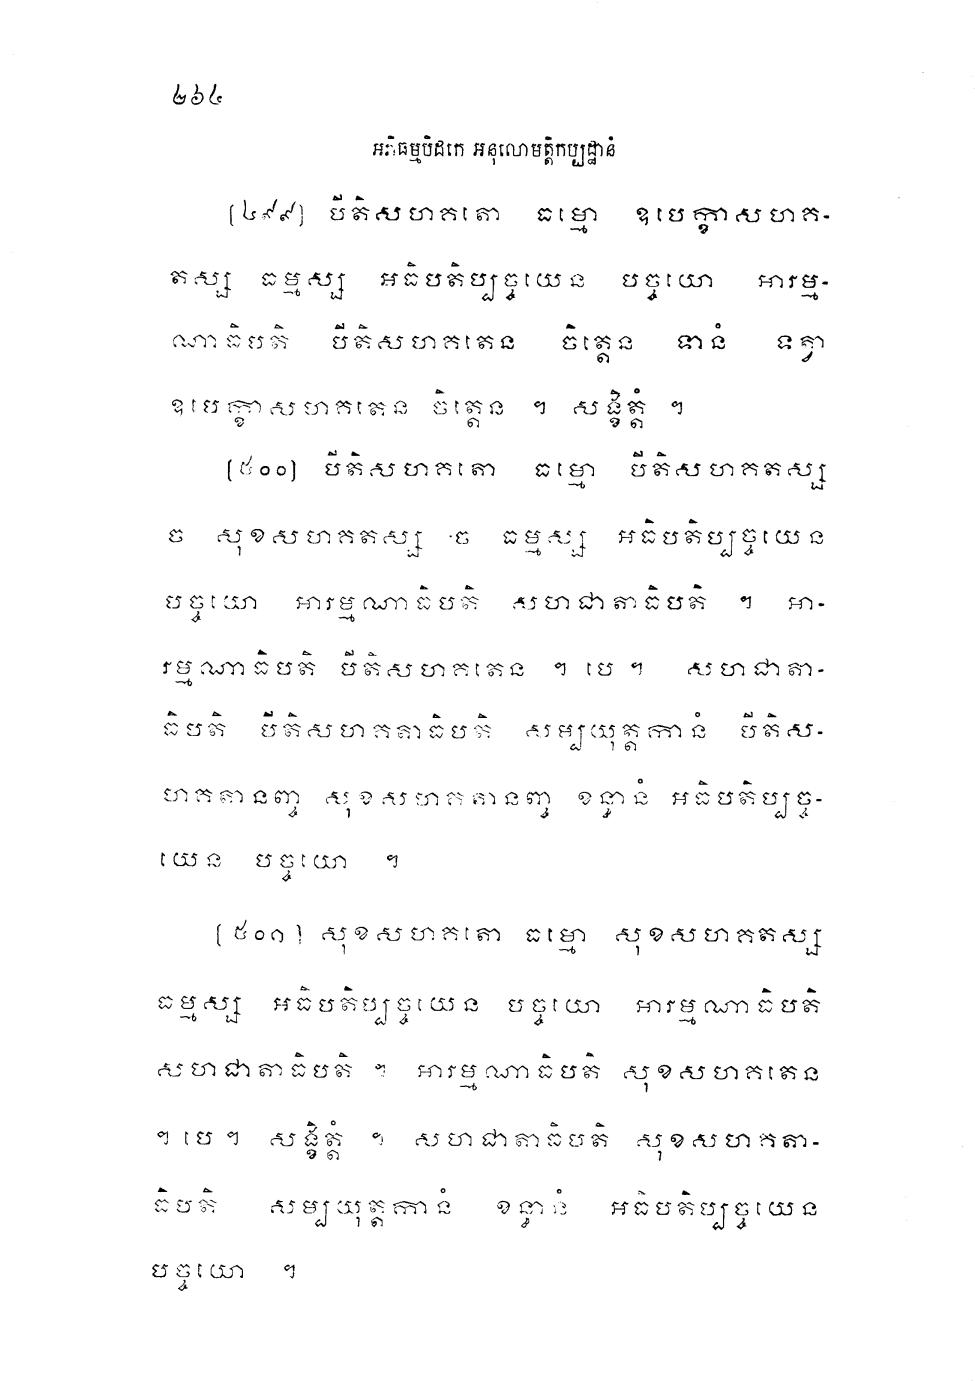 ២៦៤
អភិធម្មបិដកេ អនុលោមត្តិកប្បដ្ឋានំ
(៤៩៩) បីតិសហគតោ ធម្មោ ឧបេក្ខាសហគ-
តស្ស ធម្មស្ស អធិបតិប្បច្ចយេន បច្ចយោ អារម្ម-
ណាធិបតិ បីតិសហគតេន ចិត្តេន ទានំ ទត្វា
ឧបេក្ខាសហគតេន ចិត្តេន ។ សង្ខិត្តំ ។
(៥០០) បីតិសហគតោ ធម្មោ បីតិសហគតស្ស
ច សុខសហគតស្ស ច ធម្មស្ស អធិបតិប្បច្ចយេន
បច្ចយោ អារម្មណាធិបតិ សហជាតាធិបតិ ។ អា-
រម្មណាធិបតិ បីតិសហគតេន ។ បេ ។ សហជាតា-
ធិបតិ បីតិសហគតាធិបតិ សម្បយុត្តកានំ បីតិស-
ហគតានញ្ច សុខសហគតានញ្ច ខន្ធានំ អធិបតិប្បច្ច-
យេន បច្ចយោ ។
(៥០១) សុខសហគតោ ធម្មោ សុខសហគតស្ស
ធម្មស្ស អធិបតិប្បច្ចយេន បច្ចយោ អារម្មណាធិបតិ
សហជាតាធិបតិ ។ អារម្មណាធិបតិ សុខសហគតេន
។ បេ ។ សង្ខិត្តំ ។ សហជាតាធិបតិ សុខសហគតា-
ធិបតិ សម្បយុត្តកានំ ខន្ធានំ អធិបតិប្បច្ចយេន
បច្ចយោ ។